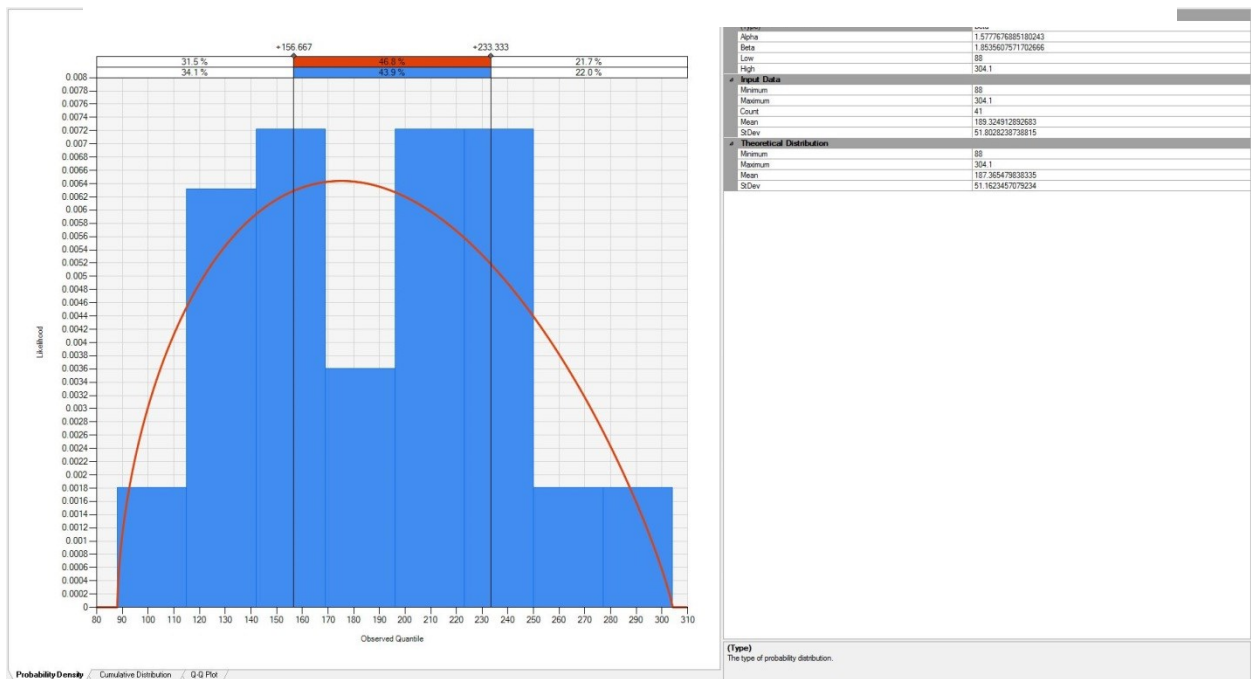 +156.667 +233.333
31.5 % 46.8 % 21.7 %
34.1 % 43.9 % 22.0 %
0.008
0.0078
0.0076
0.0074
0.0072
0.007
0.0068
0.0066
0.0064
0.0062
0.006
0.0058
0.0056
0.0054
0.0052
0.005
0.0048
0.0046
0.0044
0.0042
0.004
0.0038
0.0036
0.0034
0.0032
0.003
0.0028
0.0026
0.0024
0.0022
0.002
0.0018
0.0016
0.0014
0.0012
0.001
0.0008
0.0006
0.0004
0.0002
0
Likelihood
80 90 100 110 120 130 140 150 160 170 180 190 200 210 220 230 240 250 260 270 280 290 300 310
Observed Quantile
Probability Density Cumulative Distribution Q-Q Plot
(Type) Beta
Alpha 1.5777676885180243
Beta 1.8535607571702666
Low 88
High 304.1
Input Data
Minimum 88
Maximum 304.1
Count 41
Mean 189.324912892683
StDev 51.8028238738815
Theoretical Distribution
Minimum 88
Maximum 304.1
Mean 187.365479838335
StDev 51.1623457079234
(Type)
The type of probability distribution.